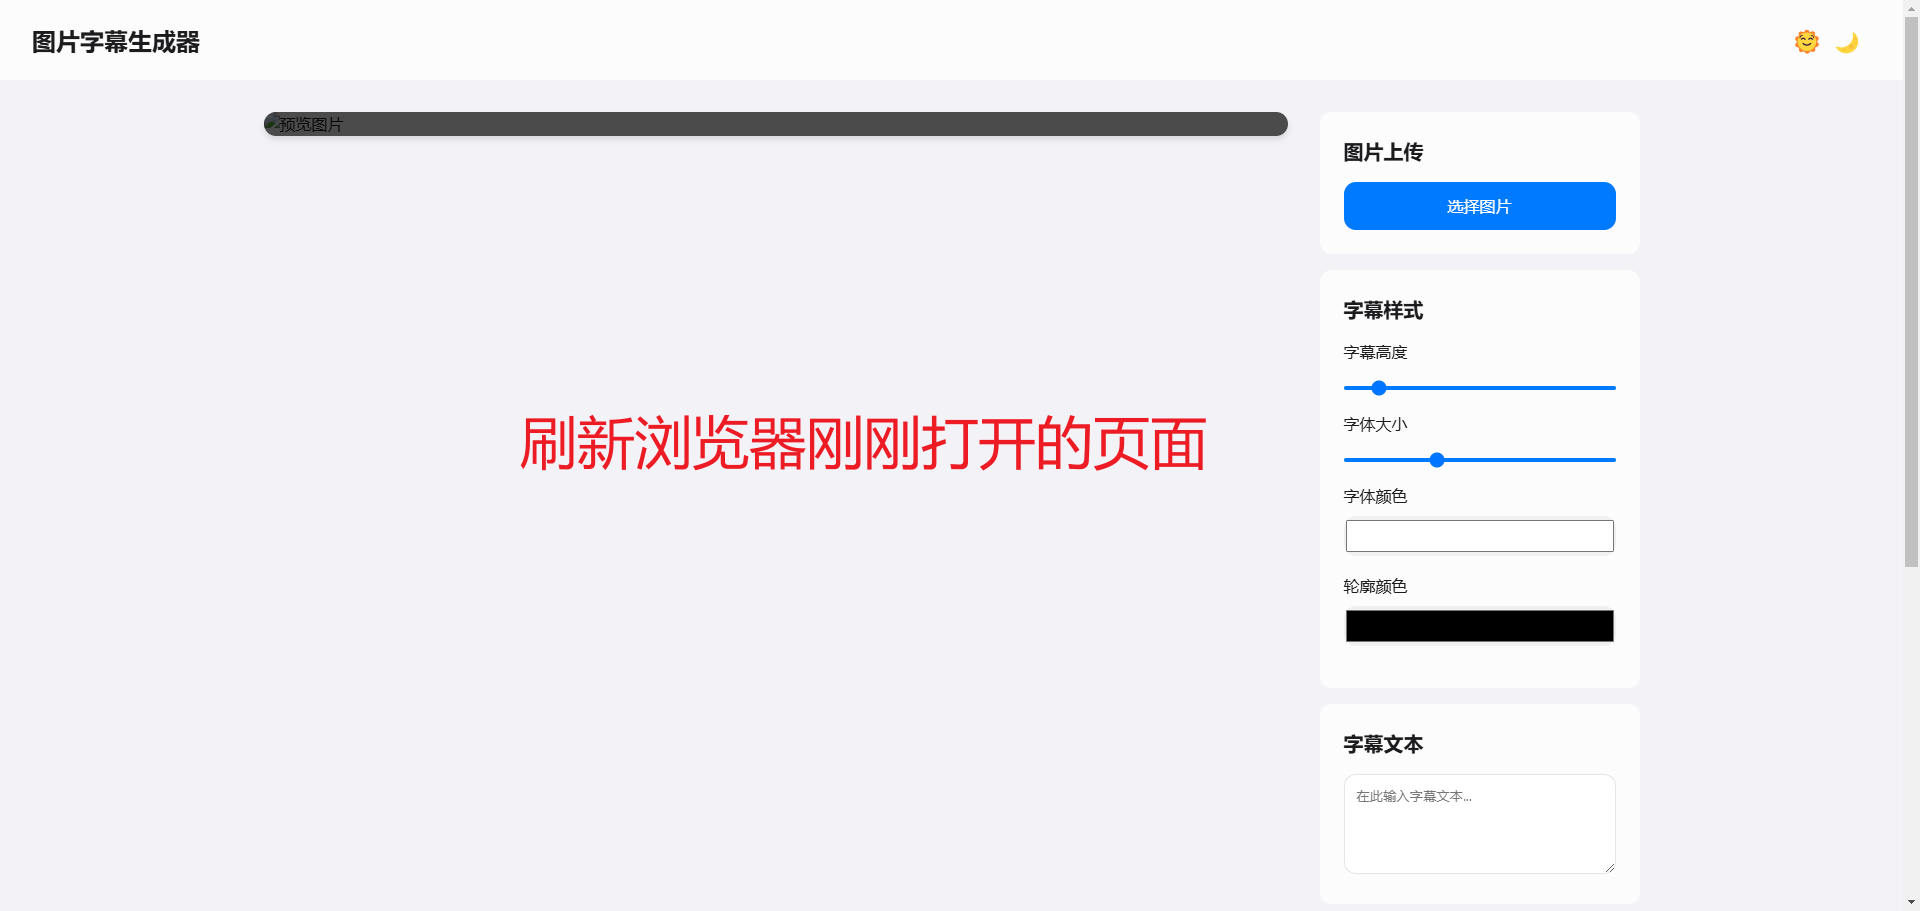 图片字幕生成器
预览图片
刷新浏览器刚刚打开的页面
图片上传
选择图片
字幕样式
字幕高度
字体大小
字体颜色
轮廓颜色
字幕文本
在此输入字幕文本...